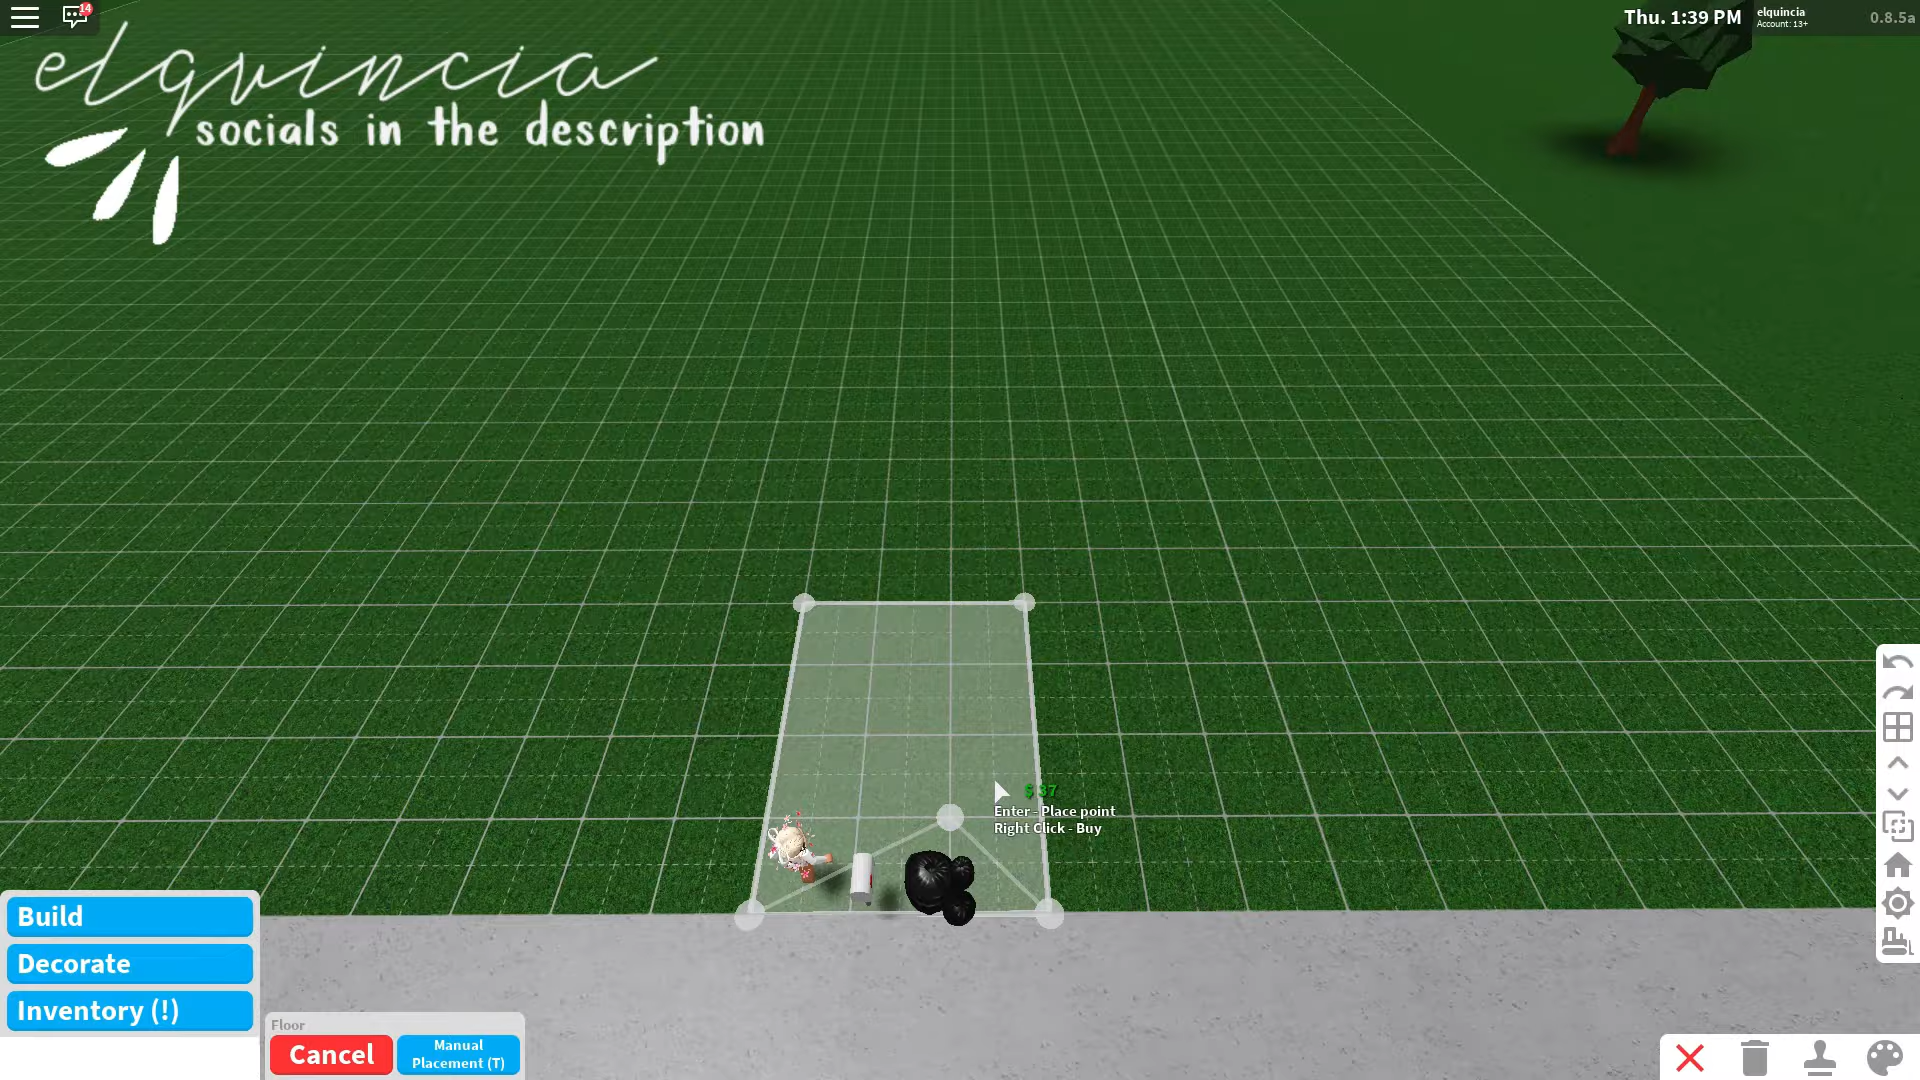 14
Thu. 1:39 PM
elquincia
Account: 13+
0.8.5a
elquincia
socials in the description
$ 37
Enter - Place point
Right Click - Buy
Build
Decorate
Inventory (!)
Floor
Cancel
Manual
Placement (T)